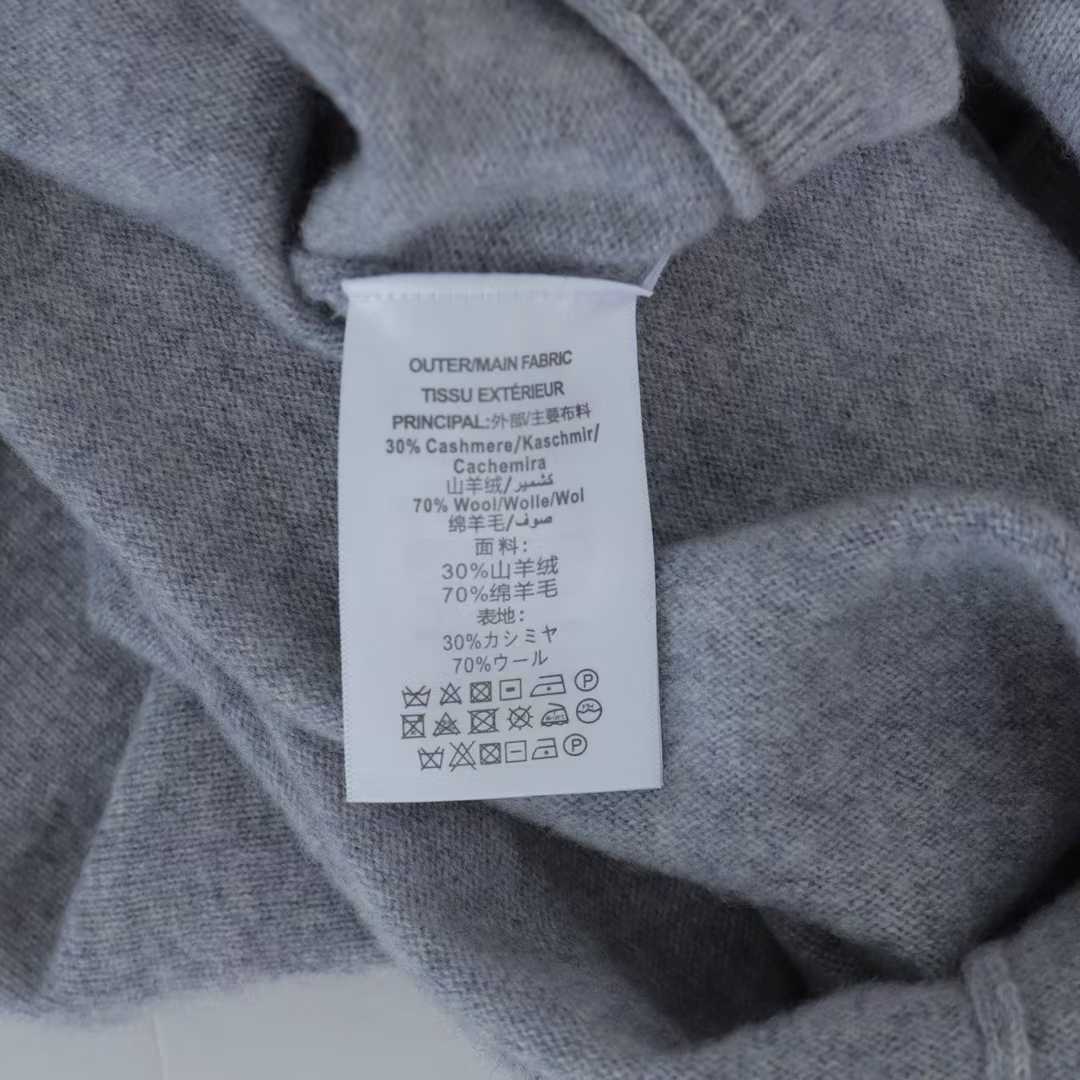 OUTER/MAIN FABRIC
TISSU EXTÉRIEUR
PRINCIPAL:外部/主要布料
30% Cashmere/Kaschmir/
Cachemira
山羊绒/كشمير
70% Wool/Wolle/Wol
绵羊毛/صوف
面料:
30%山羊绒
70%绵羊毛
表地:
30%カシミヤ
70%ウール
P
P